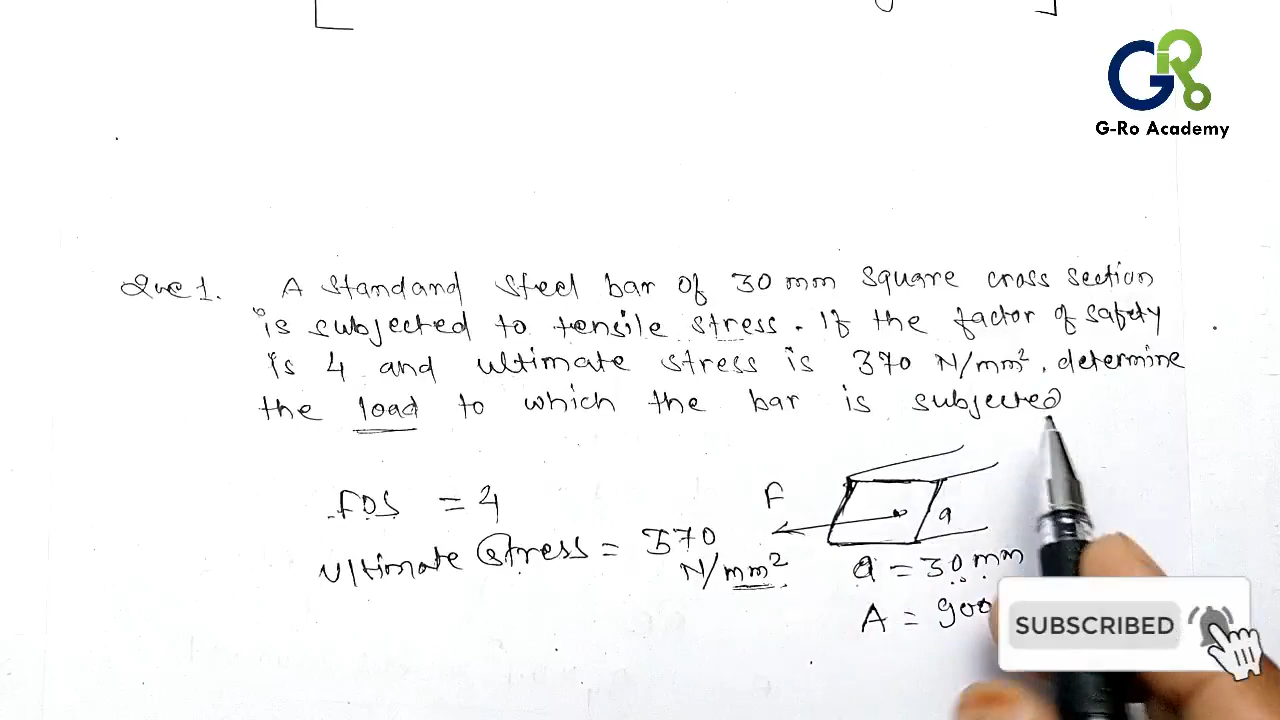 G-Ro Academy
Que 1. A standand steel bar of 30 mm square cross section
is subjected to tensile stress. If the factor of safety
is 4 and ultimate stress is 370 N/mm², determine
the load to which the bar is subjected
FOS = 4
F
a
Ultimate stress = 370
N/mm²
a = 30 mm
A = 900
SUBSCRIBED